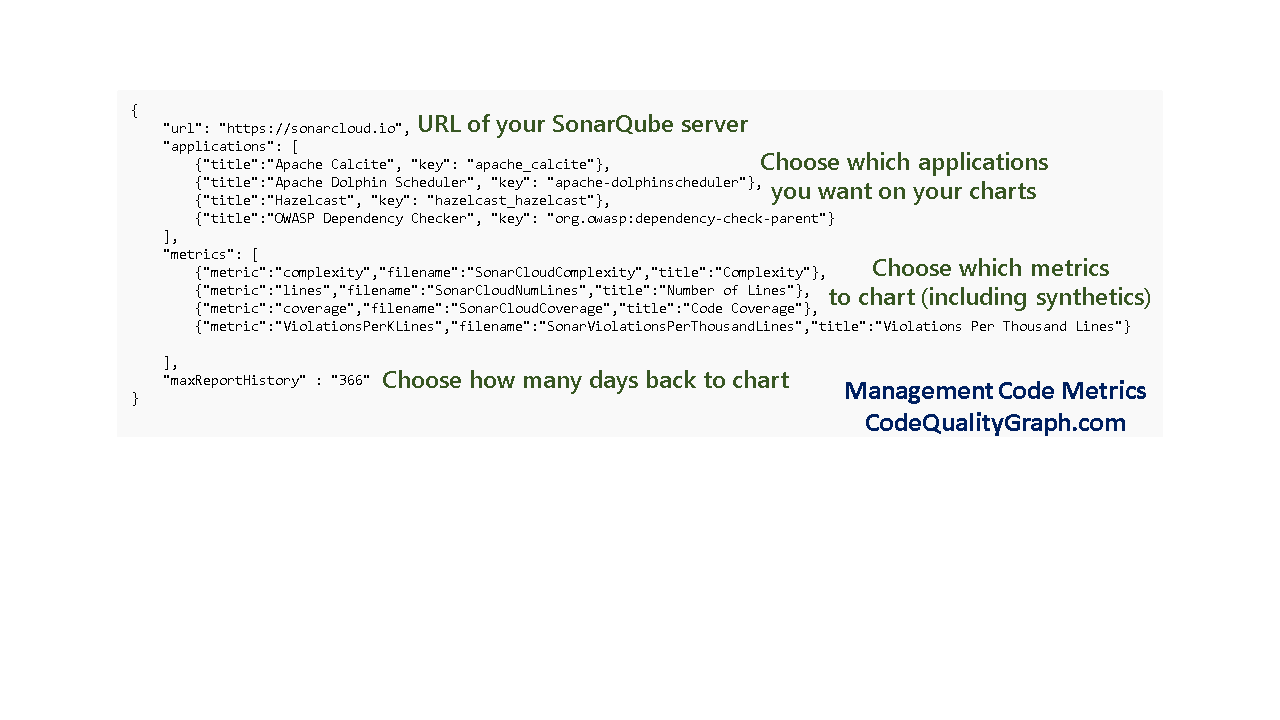 {
"url": "https://sonarcloud.io", URL of your SonarQube server
"applications": [
{"title":"Apache Calcite", "key": "apache_calcite"},
{"title":"Apache Dolphin Scheduler", "key": "apache-dolphinscheduler"},
{"title":"Hazelcast", "key": "hazelcast_hazelcast"},
{"title":"OWASP Dependency Checker", "key": "org.owasp:dependency-check-parent"}
Choose which applications
you want on your charts
],
"metrics": [
{"metric":"complexity","filename":"SonarCloudComplexity","title":"Complexity"},
{"metric":"lines","filename":"SonarCloudNumLines","title":"Number of Lines"},
{"metric":"coverage","filename":"SonarCloudCoverage","title":"Code Coverage"},
{"metric":"ViolationsPerKLines","filename":"SonarViolationsPerThousandLines","title":"Violations Per Thousand Lines"}
Choose which metrics
to chart (including synthetics)
],
"maxReportHistory" : "366" Choose how many days back to chart
}
Management Code Metrics
CodeQualityGraph.com